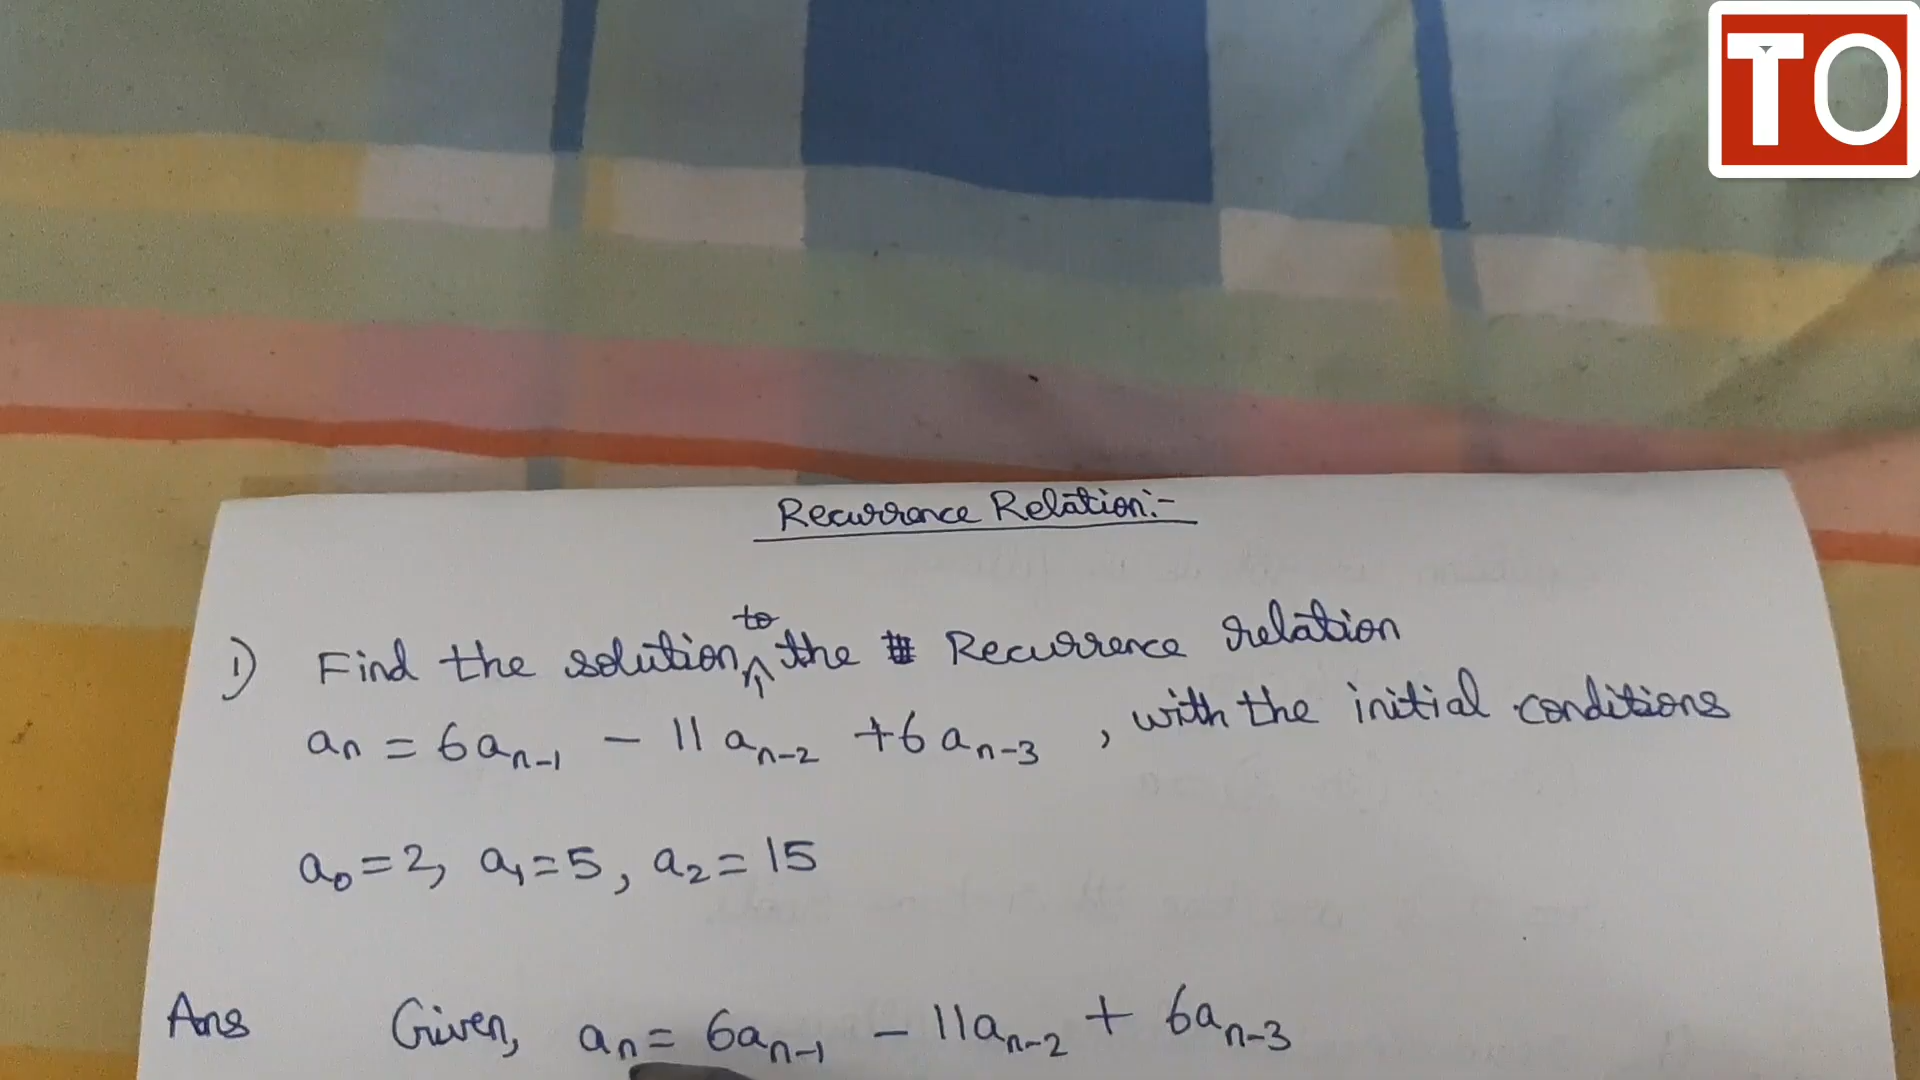 TO
Recurrence Relation:-
to
1) Find the solution the Recurrence relation
an = 6an-1 - 11 an-2 +6 an-3 , with the initial conditions
a0=2, a1=5, a2=15
Ans Given, an= 6an-1 - 11an-2 + 6an-3